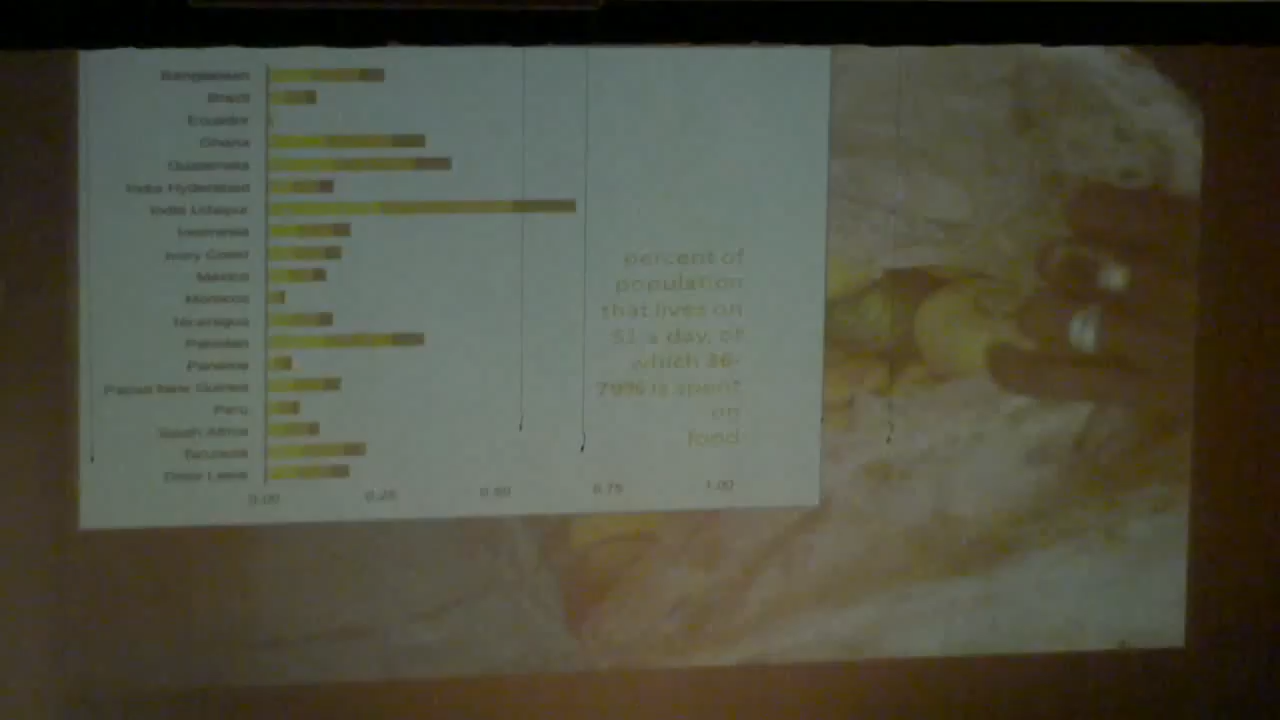 Bangladesh
Brazil
Ecuador
Ghana
Guatemala
India Hyderabad
India Udaipur
Indonesia
Ivory Coast
Mexico
Morocco
Nicaragua
Pakistan
Panama
Papua New Guinea
Peru
South Africa
Tanzania
Timor Leste
0.00 0.25 0.50 0.75 1.00
percent of
population
that lives on
$1 a day, of
which 36-
79% is spent
on
food